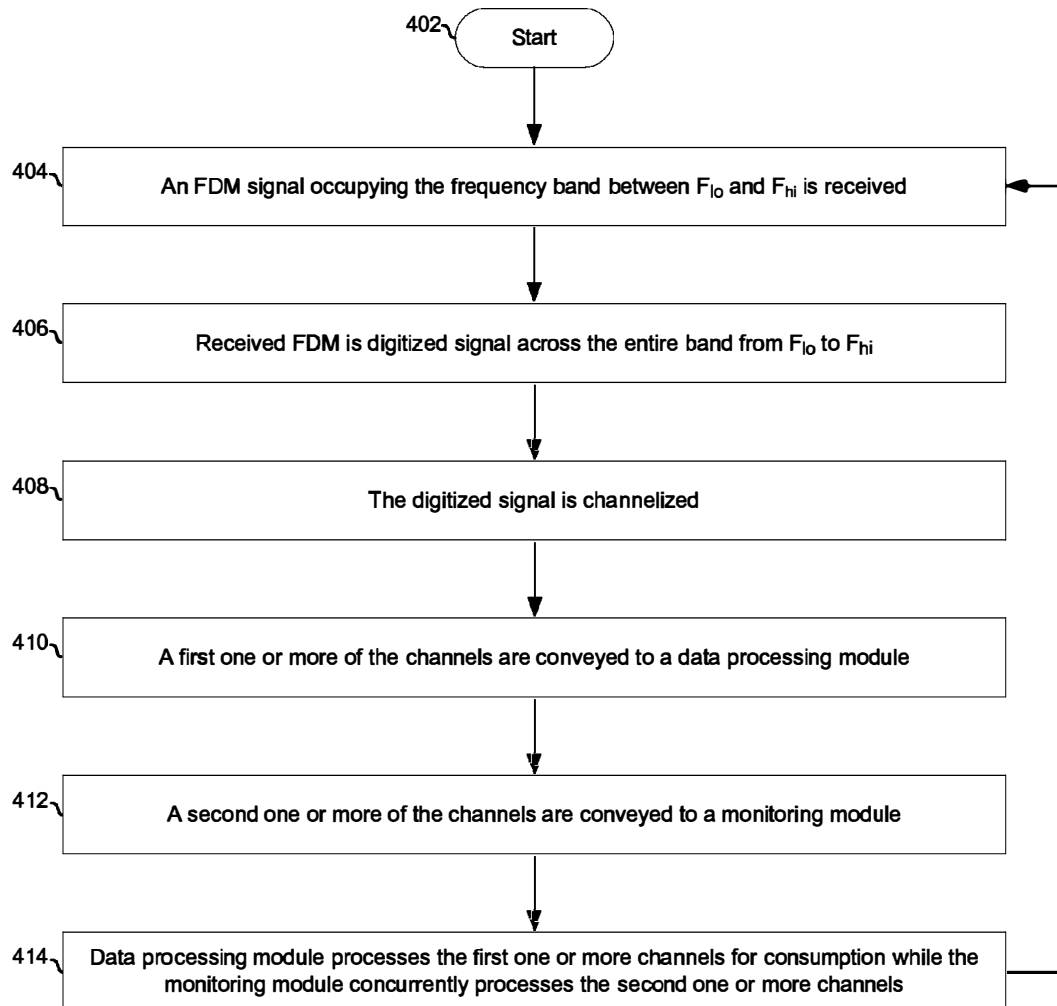 402
Start
404
An FDM signal occupying the frequency band between Flo and Fhi is received
406
Received FDM is digitized signal across the entire band from Flo to Fhi
408
The digitized signal is channelized
410
A first one or more of the channels are conveyed to a data processing module
412
A second one or more of the channels are conveyed to a monitoring module
414
Data processing module processes the first one or more channels for consumption while the
monitoring module concurrently processes the second one or more channels